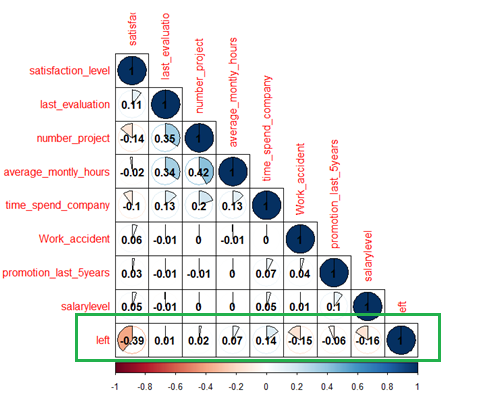 satisfac
last_evaluatio
number_project
average_montly_hours
time_spend_company
Work_accident
promotion_last_5years
salarylevel
left
satisfaction_level 1
last_evaluation 0.11 1
number_project -0.14 0.35 1
average_montly_hours -0.02 0.34 0.42 1
time_spend_company -0.1 0.13 0.2 0.13 1
Work_accident 0.06 -0.01 0 -0.01 0 1
promotion_last_5years 0.03 -0.01 -0.01 0 0.07 0.04 1
salarylevel 0.05 -0.01 0 0 0.05 0.01 0.1 1
left -0.39 0.01 0.02 0.07 0.14 -0.15 -0.06 -0.16 1
-1 -0.8 -0.6 -0.4 -0.2 0 0.2 0.4 0.6 0.8 1